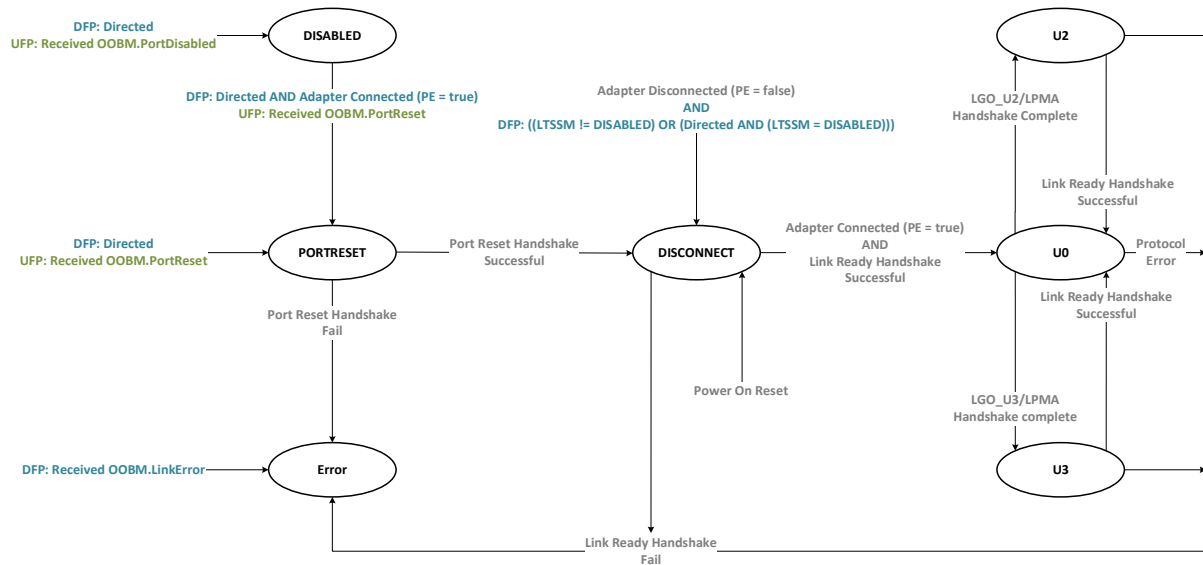 DFP: Directed
UFP: Received OOBM.PortDisabled
DISABLED
U2
DFP: Directed AND Adapter Connected (PE = true)
UFP: Received OOBM.PortReset
Adapter Disconnected (PE = false)
AND
DFP: ((LTSSM != DISABLED) OR (Directed AND (LTSSM = DISABLED)))
LGO_U2/LPMA
Handshake Complete
Link Ready Handshake
Successful
DFP: Directed
UFP: Received OOBM.PortReset
PORTRESET
Port Reset Handshake
Successful
DISCONNECT
Adapter Connected (PE = true)
AND
Link Ready Handshake
Successful
U0
Protocol
Error
Port Reset Handshake
Fail
Link Ready Handshake
Successful
Power On Reset
LGO_U3/LPMA
Handshake complete
DFP: Received OOBM.LinkError
Error
U3
Link Ready Handshake
Fail